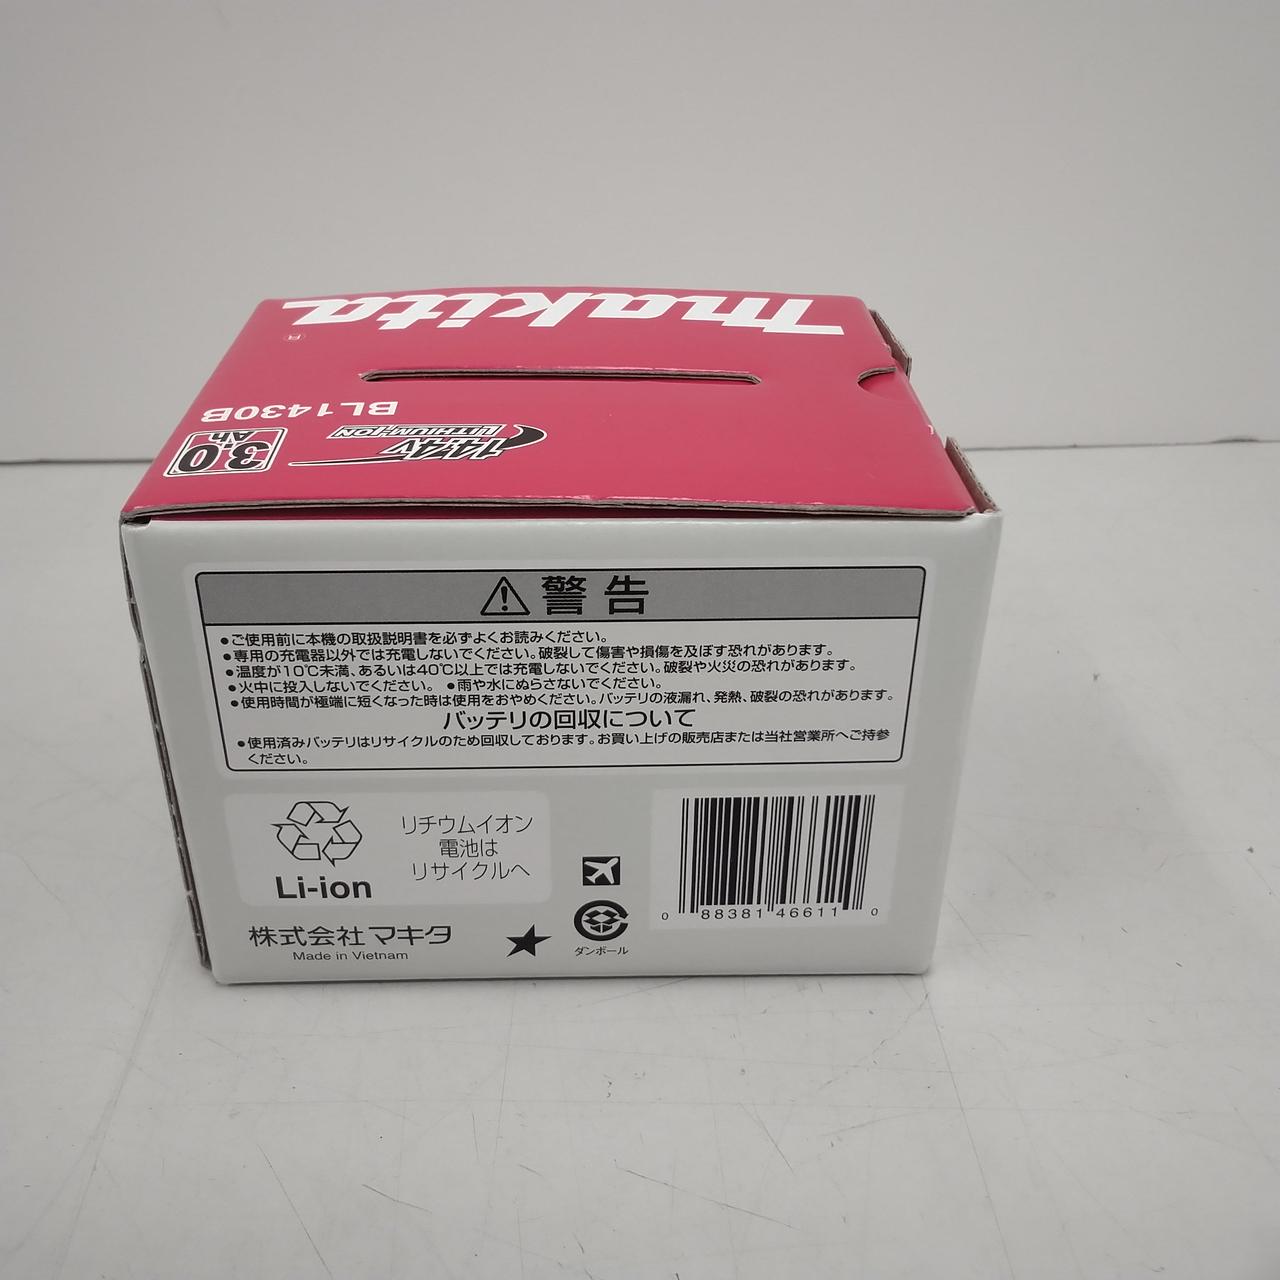 makita
®
BL1430B
14.4V
LITHIUM-ION
3.0
Ah
警告
●ご使用前に本機の取扱説明書を必ずよくお読みください。
●専用の充電器以外では充電しないでください。破裂して傷害や損傷を及ぼす恐れがあります。
●温度が10℃未満、あるいは40℃以上では充電しないでください。破裂や火災の恐れがあります。
●火中に投入しないでください。 ●雨や水にぬらさないでください。
●使用時間が極端に短くなった時は使用をおやめください。バッテリの液漏れ、発熱、破裂の恐れがあります。
バッテリの回収について
●使用済みバッテリはリサイクルのため回収しております。お買い上げの販売店または当社営業所へご持参
ください。
リチウムイオン
電池は
リサイクルへ
Li-ion
株式会社 マキタ
Made in Vietnam
ダンボール
0 88381 46611 0